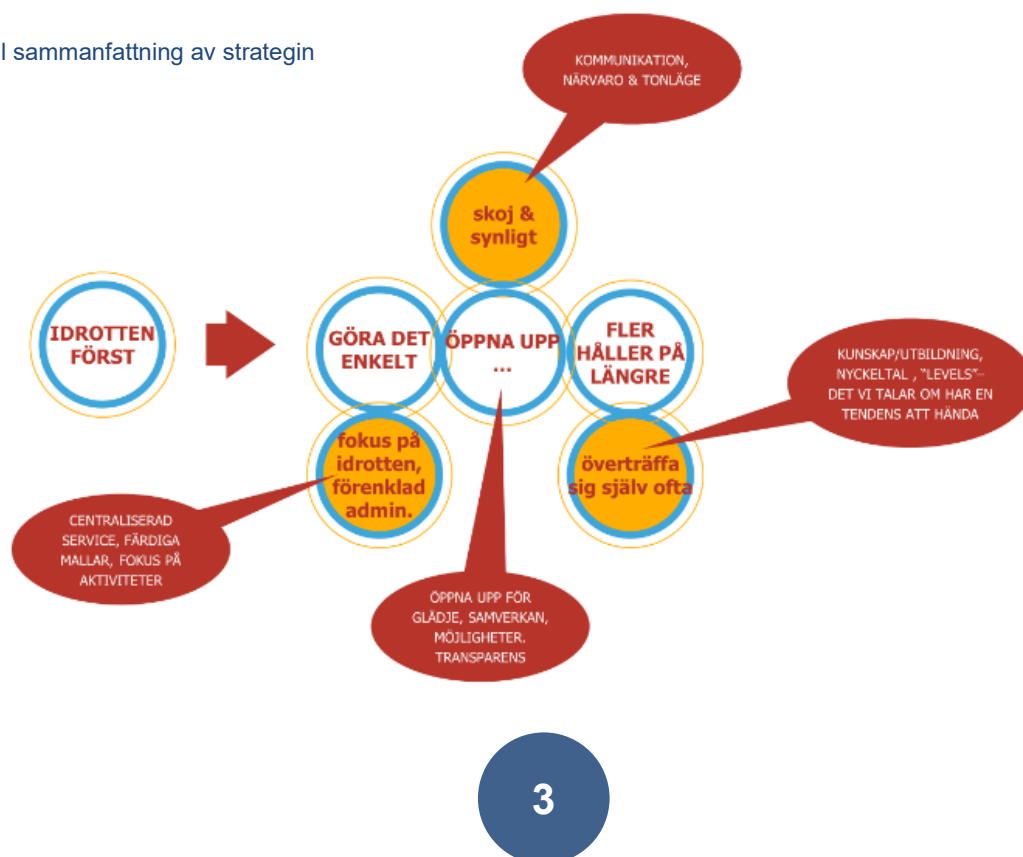 l sammanfattning av strategin
KOMMUNIKATION,
NÄRVARO & TONLÄGE
skoj &
synligt
IDROTTEN
FÖRST
GÖRA DET
ENKELT
ÖPPNA UPP
...
FLER
HÅLLER PÅ
LÄNGRE
KUNSKAP/UTBILDNING,
NYCKELTAL , "LEVELS"–
DET VI TALAR OM HAR EN
TENDENS ATT HÄNDA
fokus på
idrotten,
förenklad
admin.
överträffa
sig själv ofta
CENTRALISERAD
SERVICE, FÄRDIGA
MALLAR, FOKUS PÅ
AKTIVITETER
ÖPPNA UPP FÖR
GLÄDJE, SAMVERKAN,
MÖJLIGHETER.
TRANSPARENS
3